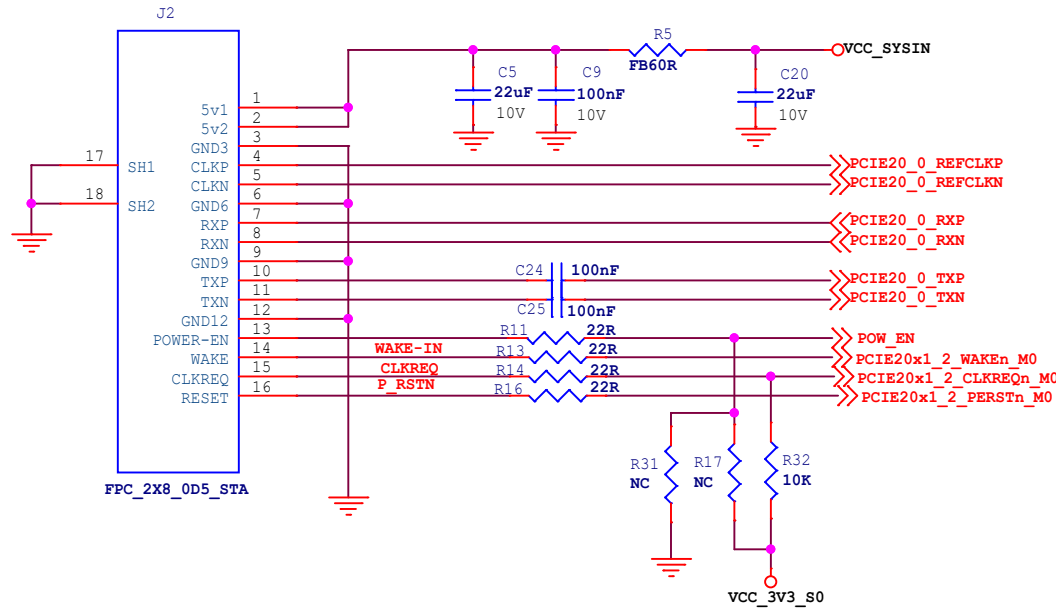 J2
R5
VCC_SYSIN
FB60R
C5
C9
C20
22uF
100nF
22uF
10V
10V
10V
1
5v1
2
5v2
3
GND3
17
SH1
4
CLKP
PCIE20_0_REFCLKP
5
CLKN
PCIE20_0_REFCLKN
18
SH2
6
GND6
7
RXP
PCIE20_0_RXP
8
RXN
PCIE20_0_RXN
9
GND9
10
TXP
C24
100nF
PCIE20_0_TXP
11
TXN
C25
100nF
PCIE20_0_TXN
12
GND12
13
POWER-EN
R11
22R
POW_EN
14
WAKE
WAKE-IN
R13
22R
PCIE20x1_2_WAKEn_M0
15
CLKREQ
CLKREQ
R14
22R
PCIE20x1_2_CLKREQn_M0
16
RESET
P_RSTN
R16
22R
PCIE20x1_2_PERSTn_M0
R31
NC
R17
NC
R32
10K
FPC_2X8_0D5_STA
VCC_3V3_S0